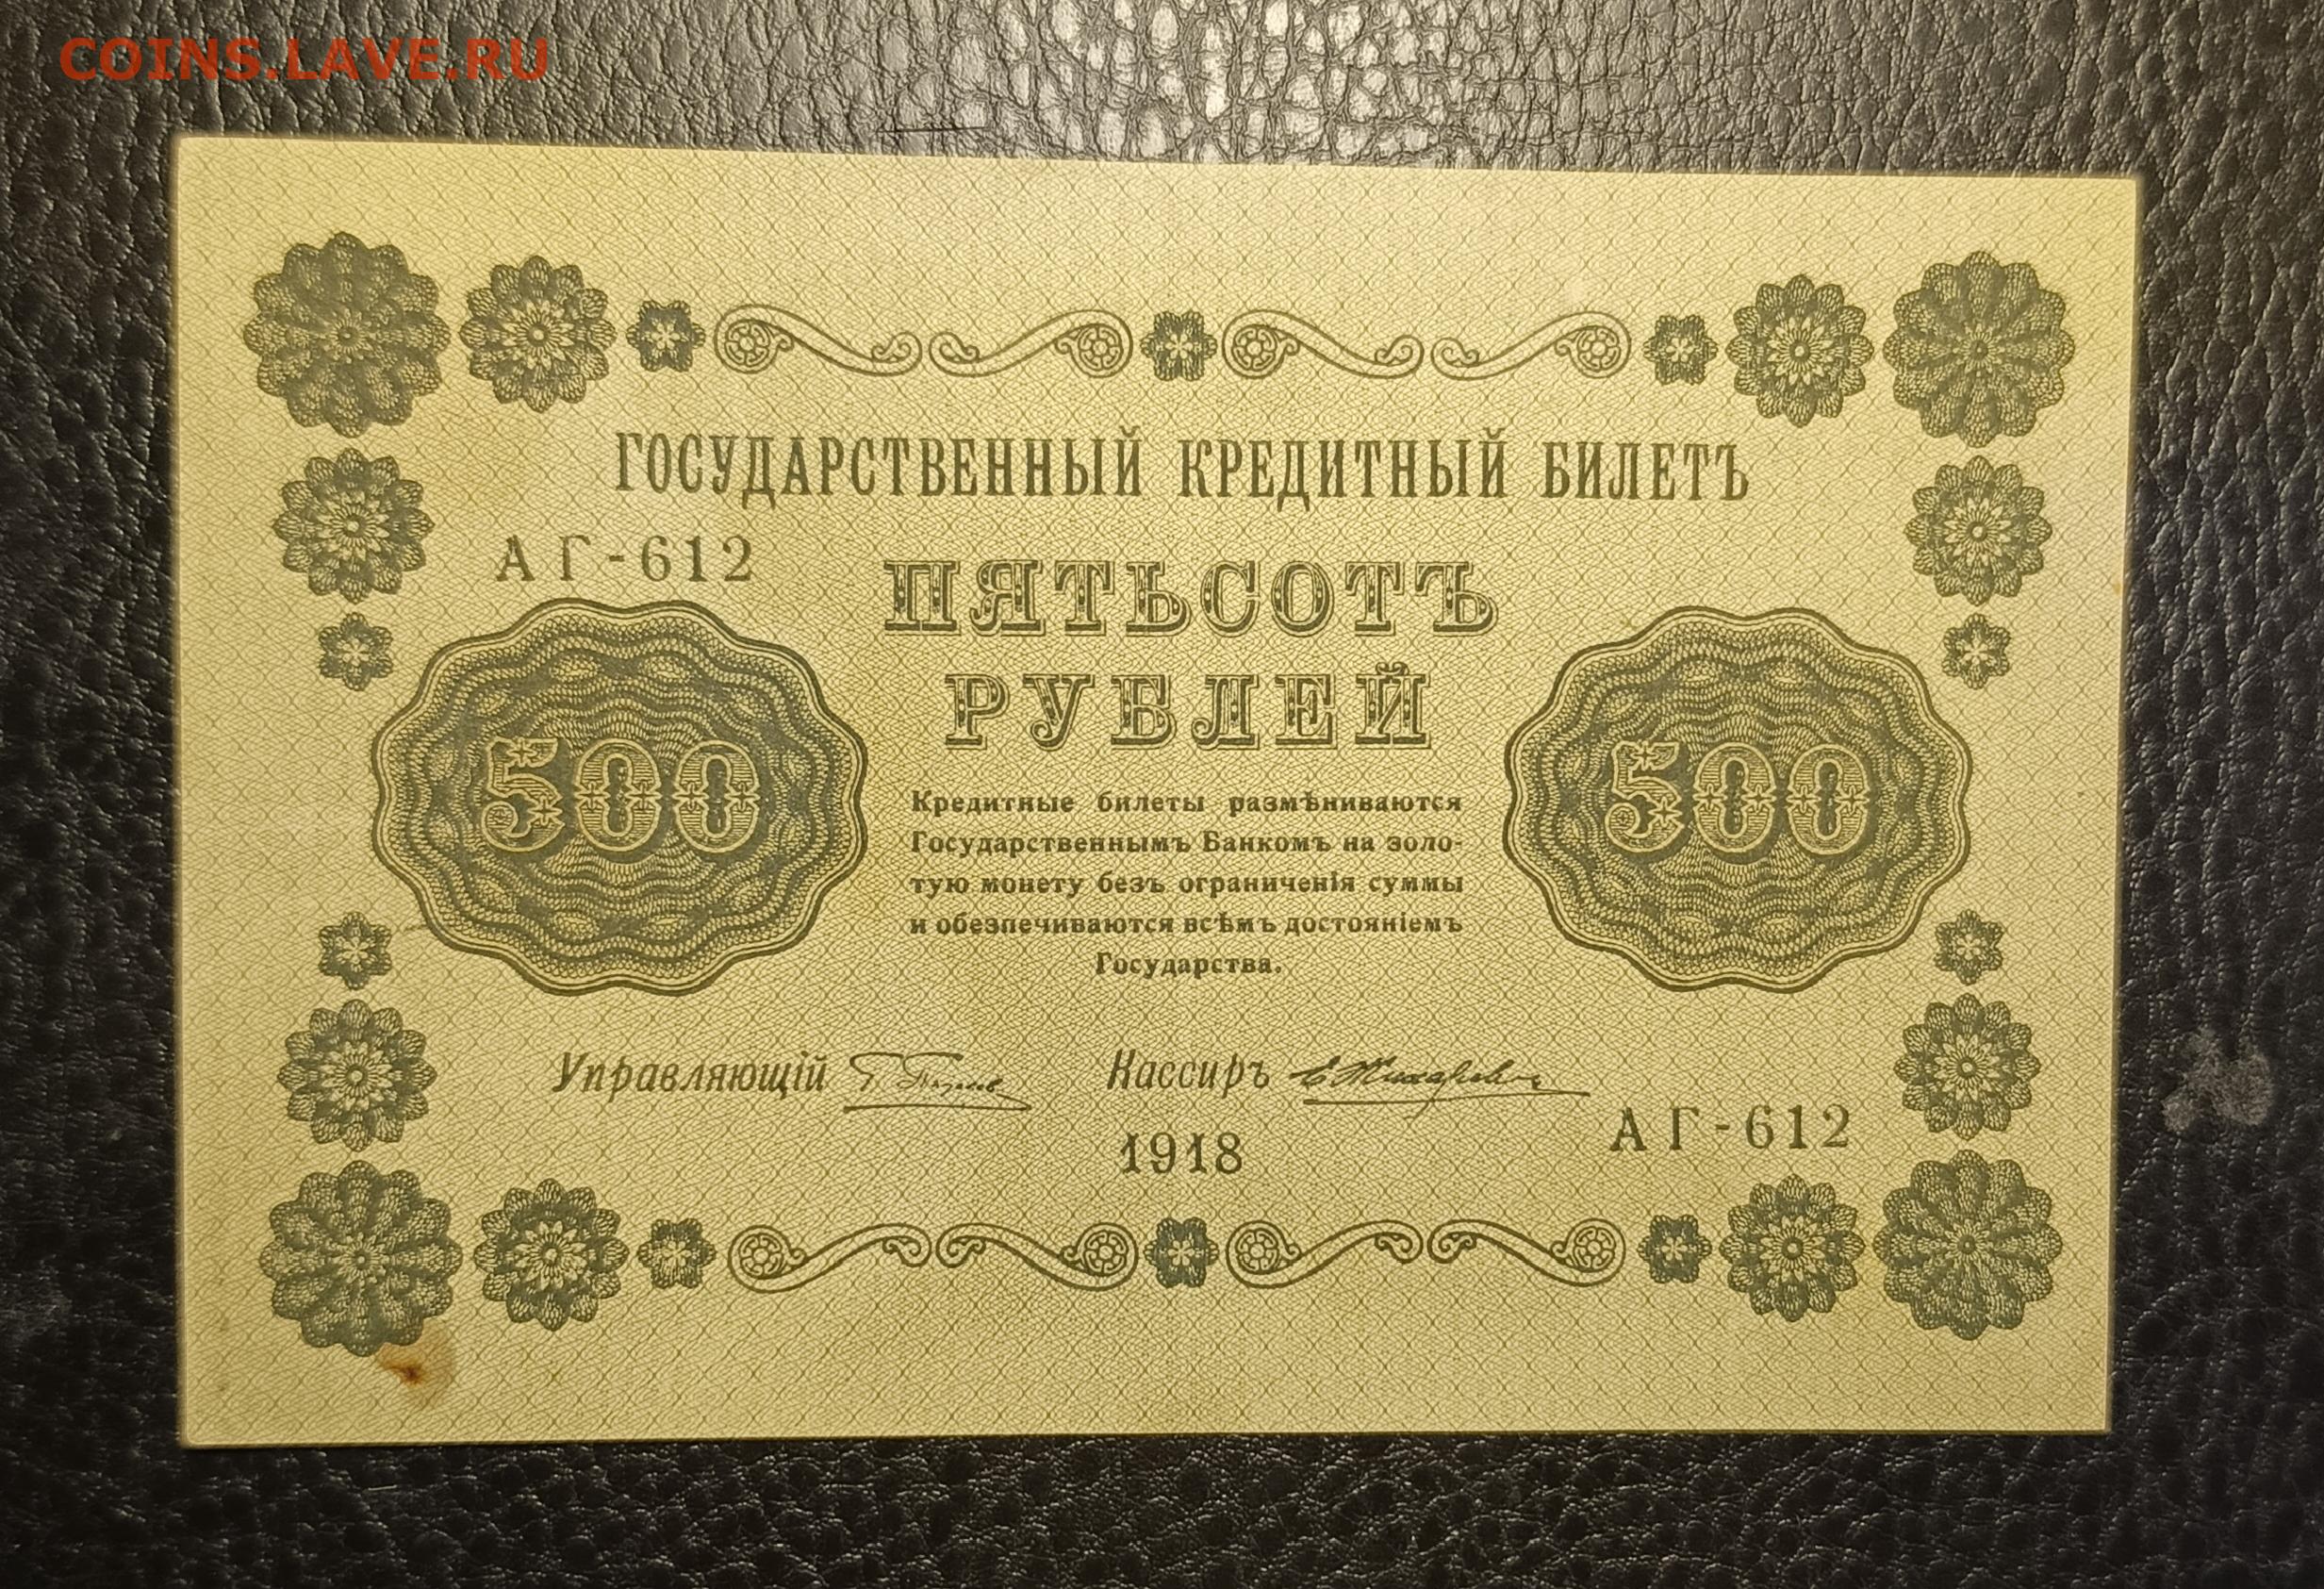 COINS.LAVE.RU
ГОСУДАРСТВЕННЫЙ КРЕДИТНЫЙ БИЛЕТЪ
АГ-612
ПЯТЬСОТЪ
РУБЛЕЙ
500
500
Кредитные билеты размѣниваются
Государственнымъ Банкомъ на золо-
тую монету безъ ограниченія суммы
и обезпечиваются всѣмъ достояніемъ
Государства.
Управляющій
Кассиръ
АГ-612
1918